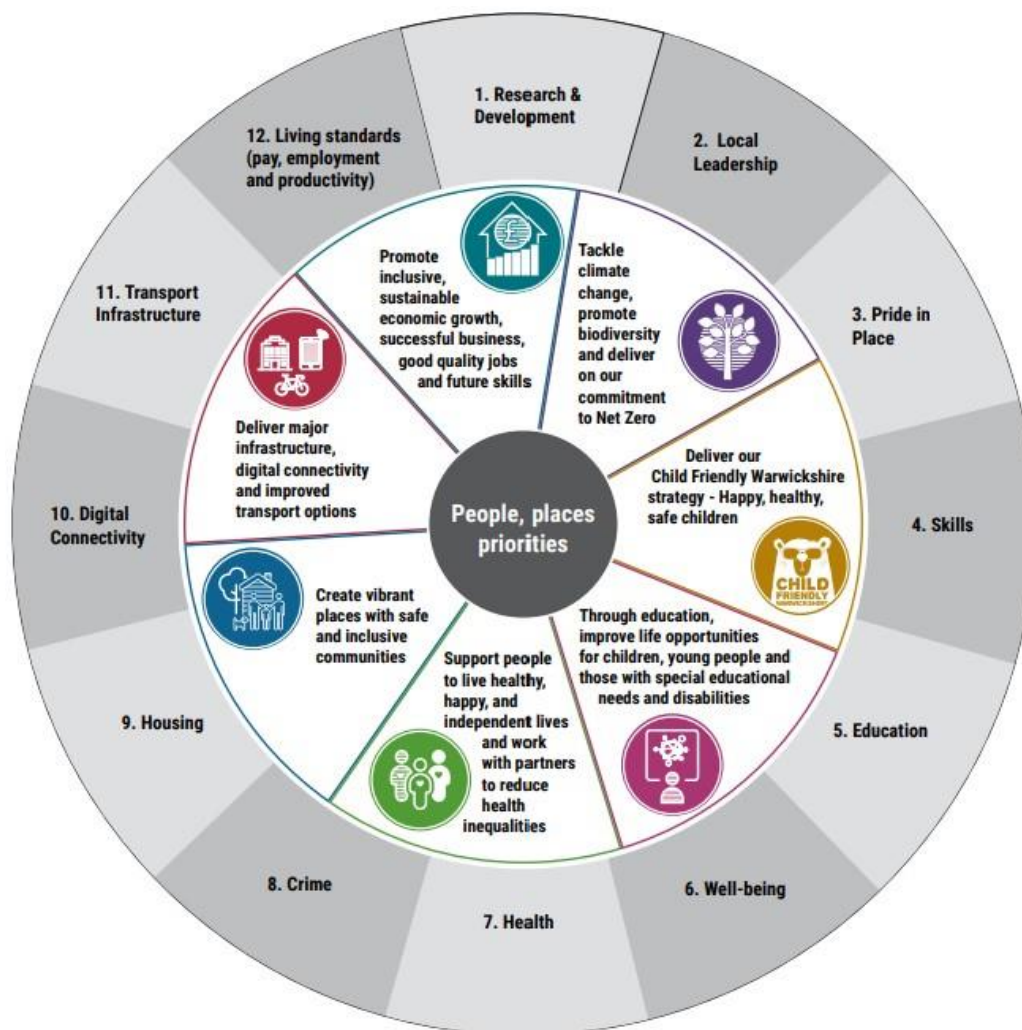 1. Research &
Development
2. Local
Leadership
3. Pride in
Place
4. Skills
5. Education
6. Well-being
7. Health
8. Crime
9. Housing
10. Digital
Connectivity
11. Transport
Infrastructure
12. Living standards
(pay, employment
and productivity)
£
Promote
inclusive,
sustainable
economic growth,
successful business,
good quality jobs
and future skills
Tackle
climate
change,
promote
biodiversity
and deliver
on our
commitment
to Net Zero
Deliver our
Child Friendly Warwickshire
strategy - Happy, healthy,
safe children
CHILD
FRIENDLY
WARWICKSHIRE
Through education,
improve life opportunities
for children, young people and
those with special educational
needs and disabilities
Support people
to live healthy,
happy, and
independent lives
and work
with partners
to reduce
health
inequalities
Create vibrant
places with safe
and inclusive
communities
Deliver major
infrastructure,
digital connectivity
and improved
transport options
People, places
priorities